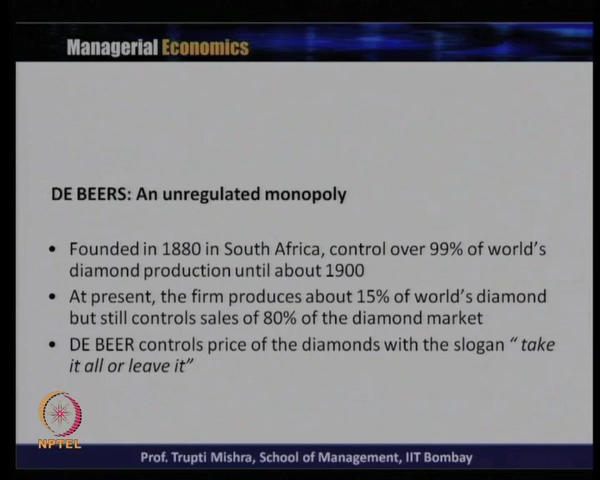 Managerial Economics
DE BEERS: An unregulated monopoly
• Founded in 1880 in South Africa, control over 99% of world's
diamond production until about 1900
• At present, the firm produces about 15% of world's diamond
but still controls sales of 80% of the diamond market
• DE BEER controls price of the diamonds with the slogan “ take
it all or leave it”
NPTEL
Prof. Trupti Mishra, School of Management, IIT Bombay